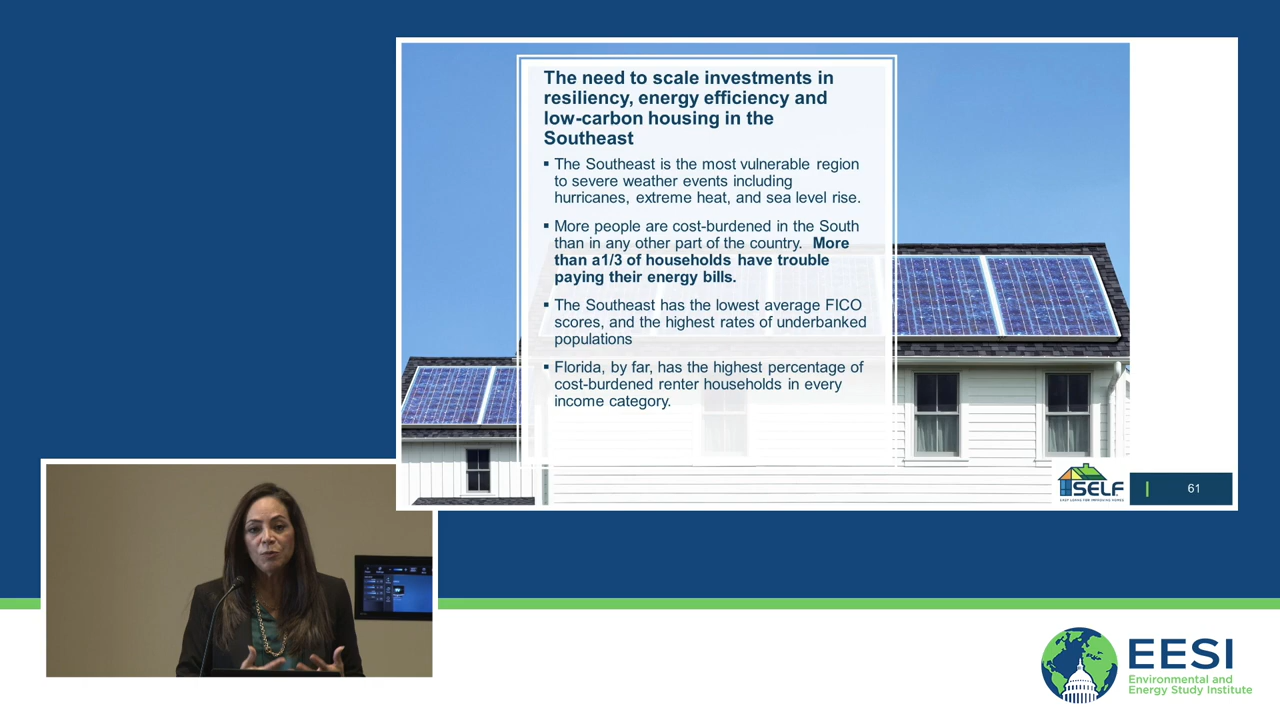 The need to scale investments in
resiliency, energy efficiency and
low-carbon housing in the
Southeast
▪ The Southeast is the most vulnerable region
to severe weather events including
hurricanes, extreme heat, and sea level rise.
▪ More people are cost-burdened in the South
than in any other part of the country. More
than a1/3 of households have trouble
paying their energy bills.
▪ The Southeast has the lowest average FICO
scores, and the highest rates of underbanked
populations
▪ Florida, by far, has the highest percentage of
cost-burdened renter households in every
income category.
SELF
EASY LOANS FOR IMPROVING HOMES
61
EESI
Environmental and
Energy Study Institute